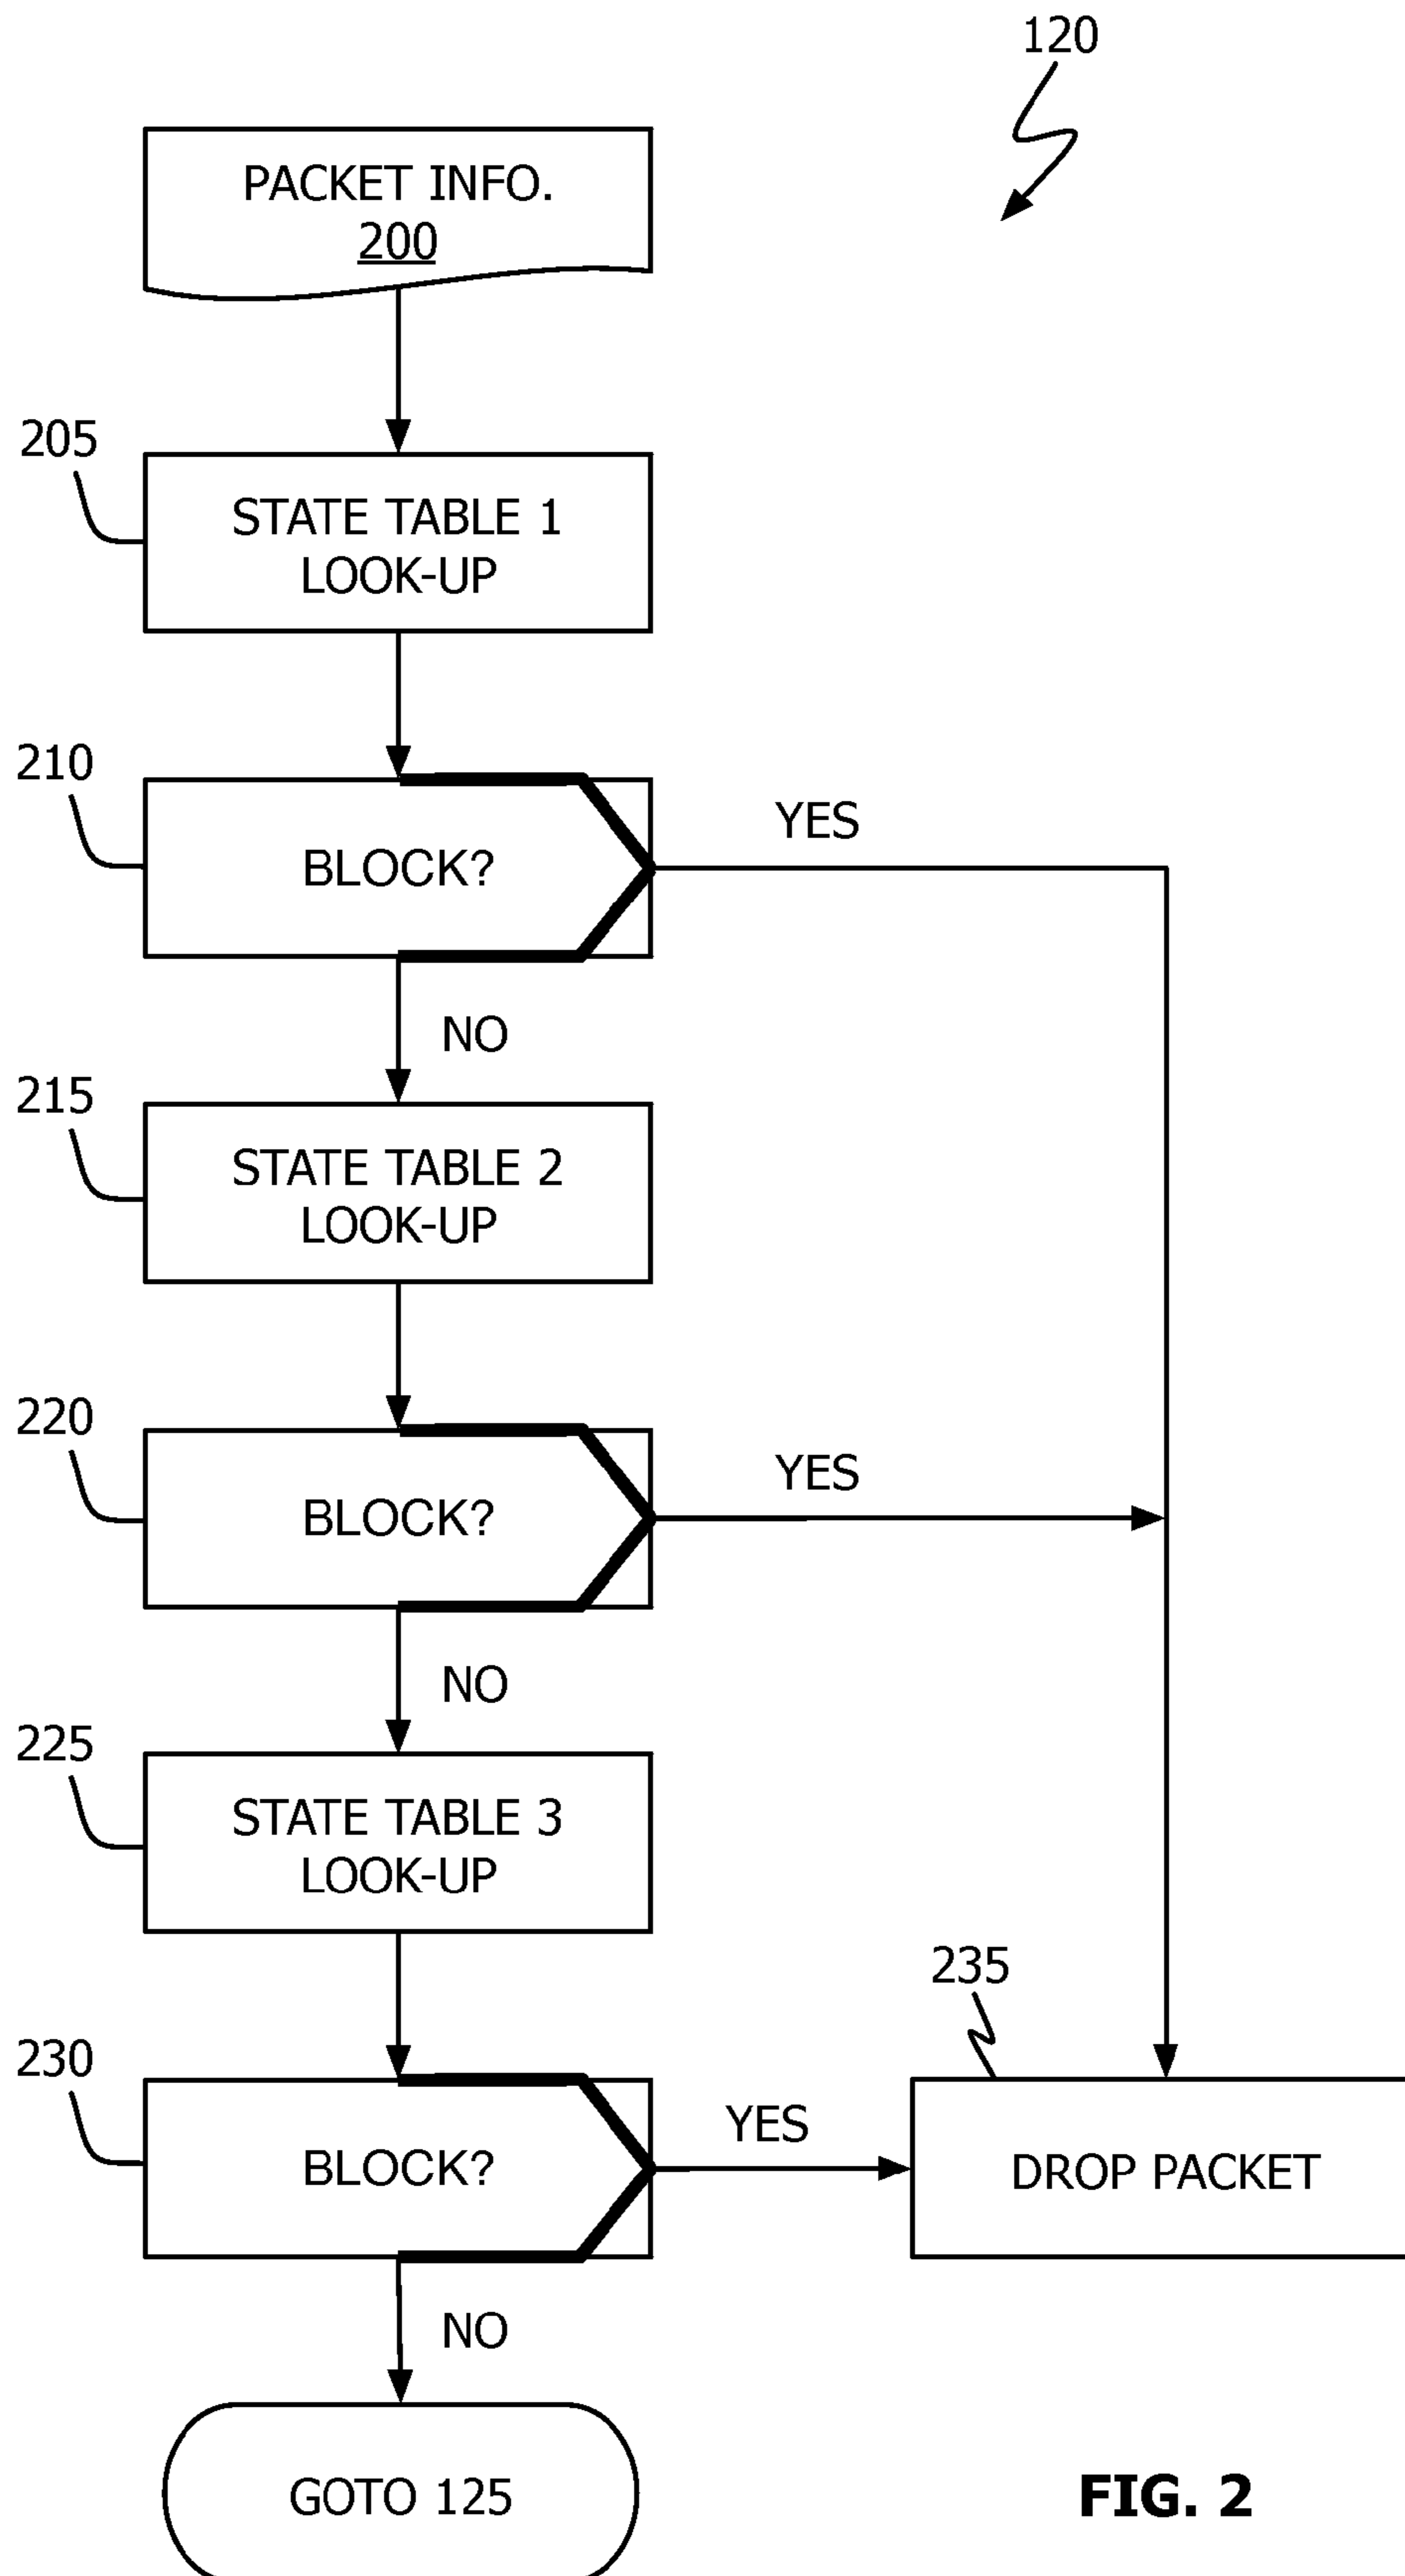 120
PACKET INFO.
200
205
STATE TABLE 1
LOOK-UP
210
BLOCK?
YES
NO
215
STATE TABLE 2
LOOK-UP
220
BLOCK?
YES
NO
225
STATE TABLE 3
LOOK-UP
230
BLOCK?
YES
235
DROP PACKET
NO
GOTO 125
FIG. 2